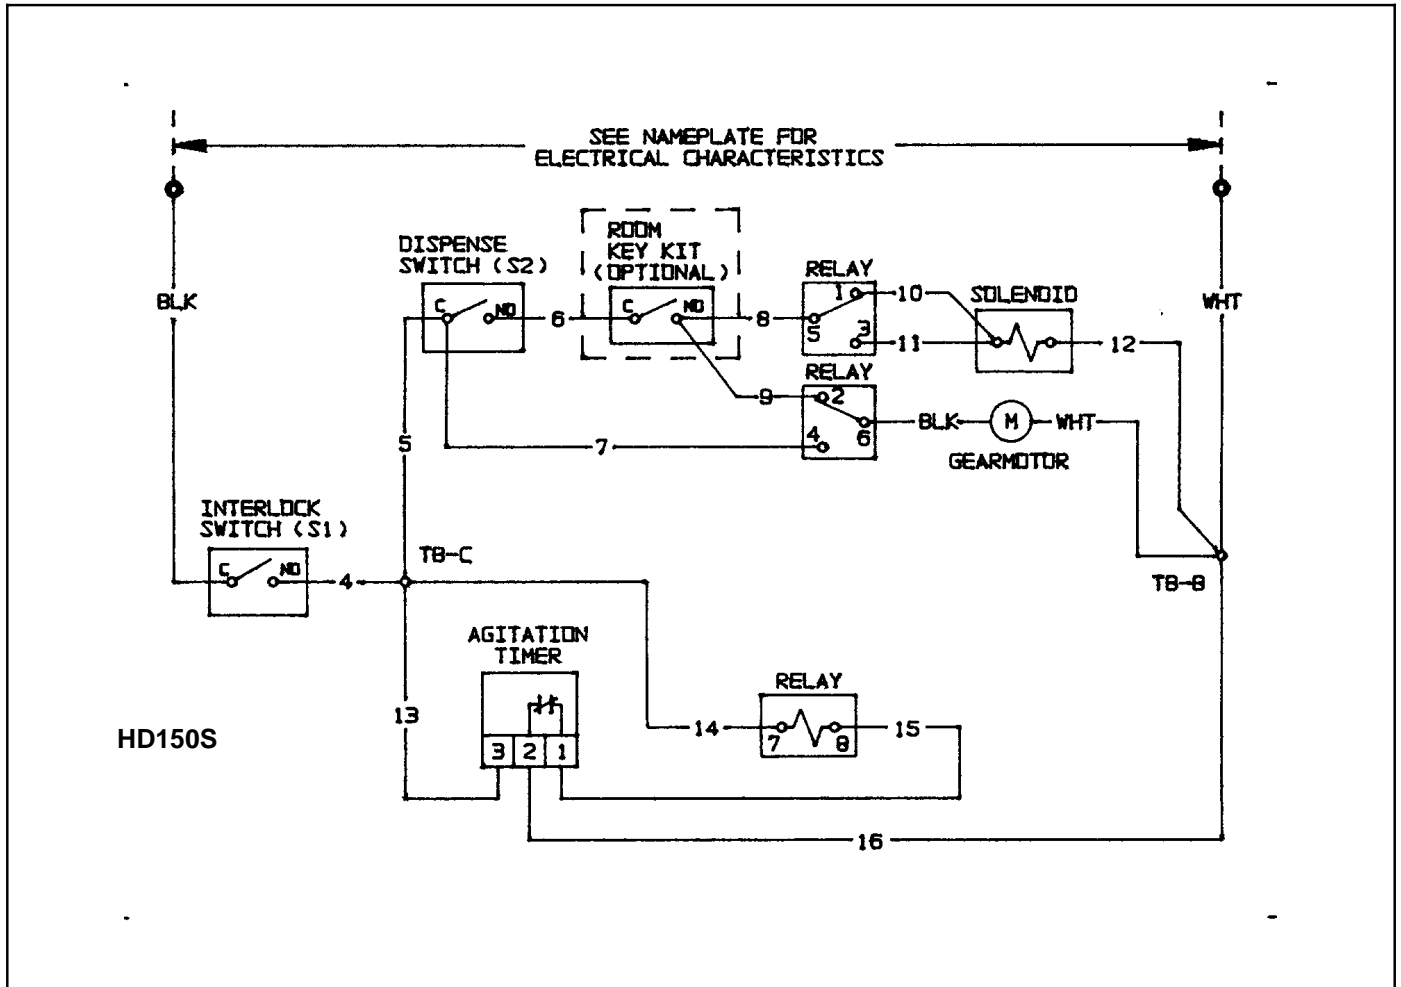 SEE NAMEPLATE FOR
ELECTRICAL CHARACTERISTICS
BLK
WHT
DISPENSE
SWITCH (S2)
C
NO
6
ROOM
KEY KIT
(OPTIONAL)
C
NO
8
RELAY
1
5
3
10
11
SOLENOID
12
9
RELAY
2
4
6
BLK
M
WHT
GEARMOTOR
5
7
INTERLOCK
SWITCH (S1)
C
NO
4
TB-C
TB-B
AGITATION
TIMER
3 2 1
13
14
RELAY
7
8
15
16
HD150S